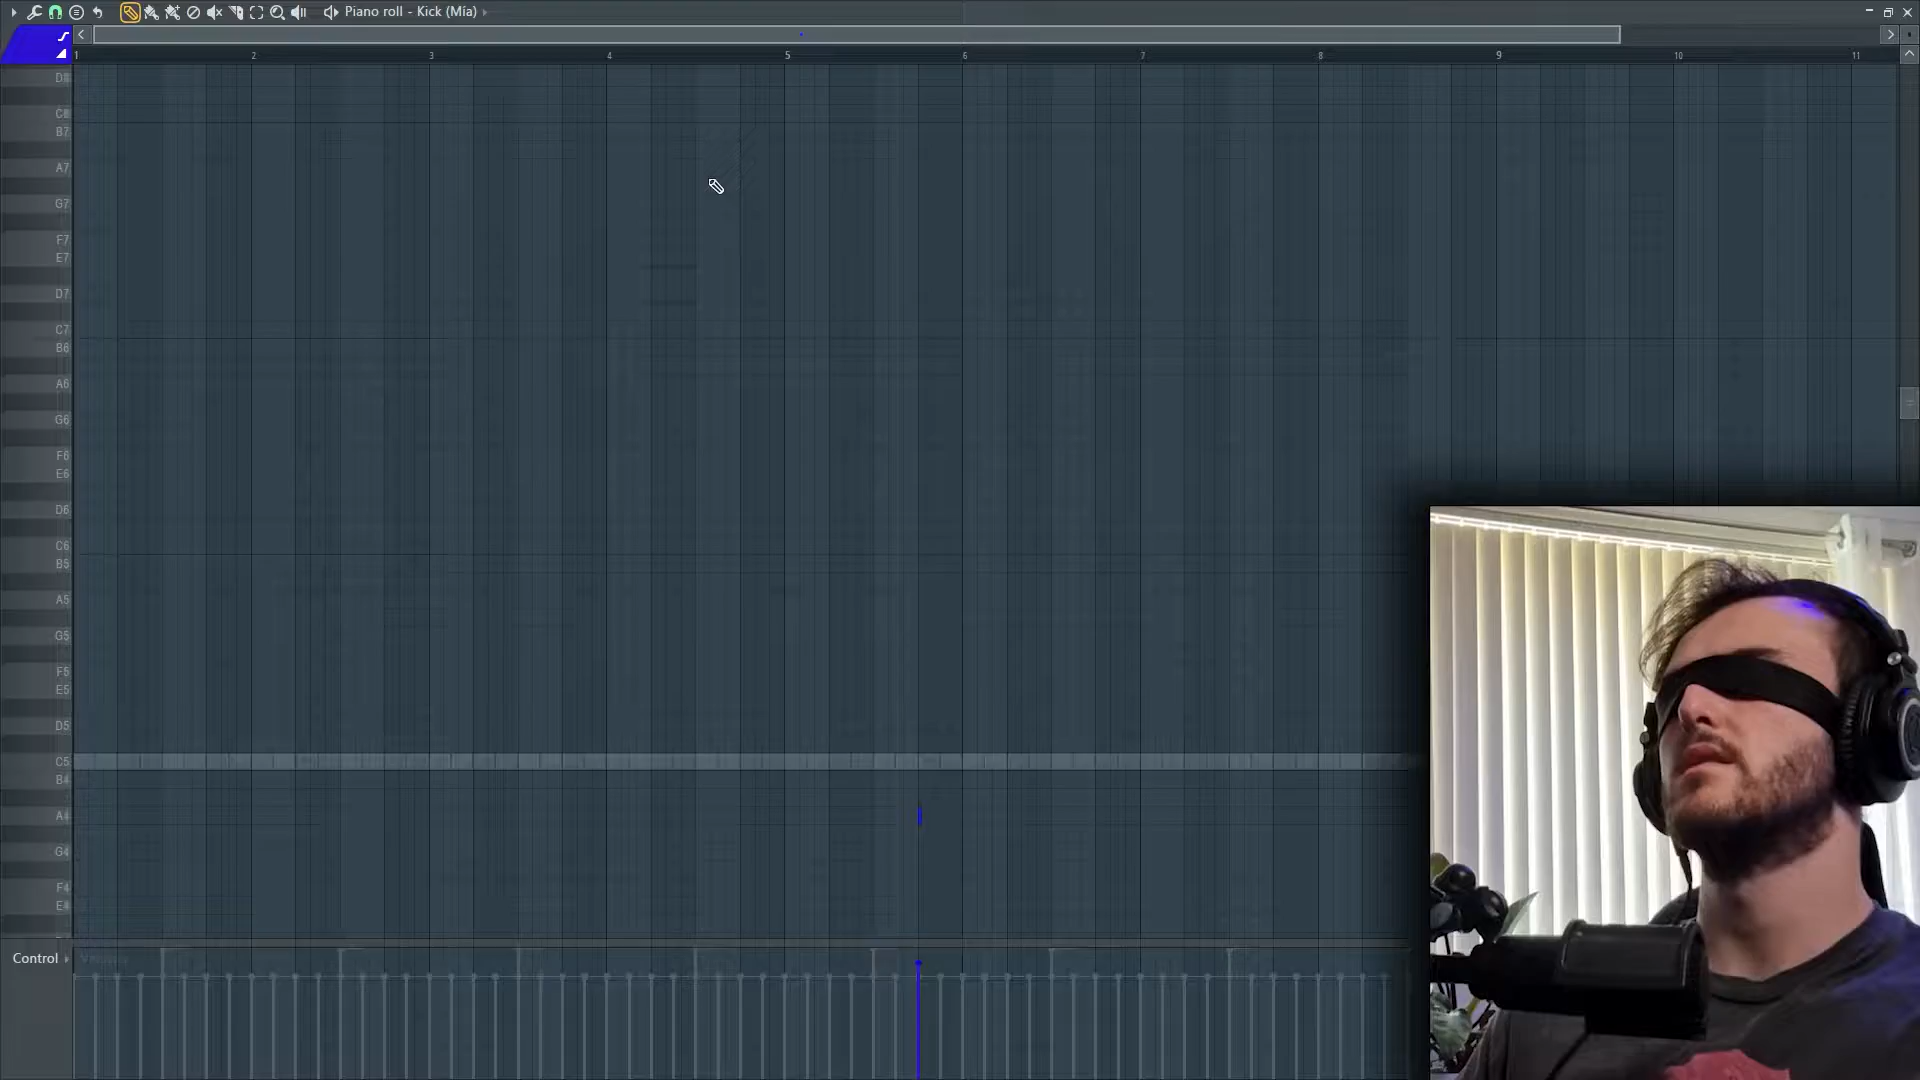 Piano roll - Kick (Mía)
1 2 3 4 5 6 7 8 9 10 11
D8
C8
B7
A7
G7
F7
E7
D7
C7
B6
A6
G6
F6
E6
D6
C6
B5
A5
G5
F5
E5
D5
C5
B4
A4
G4
F4
E4
Control
Velocity